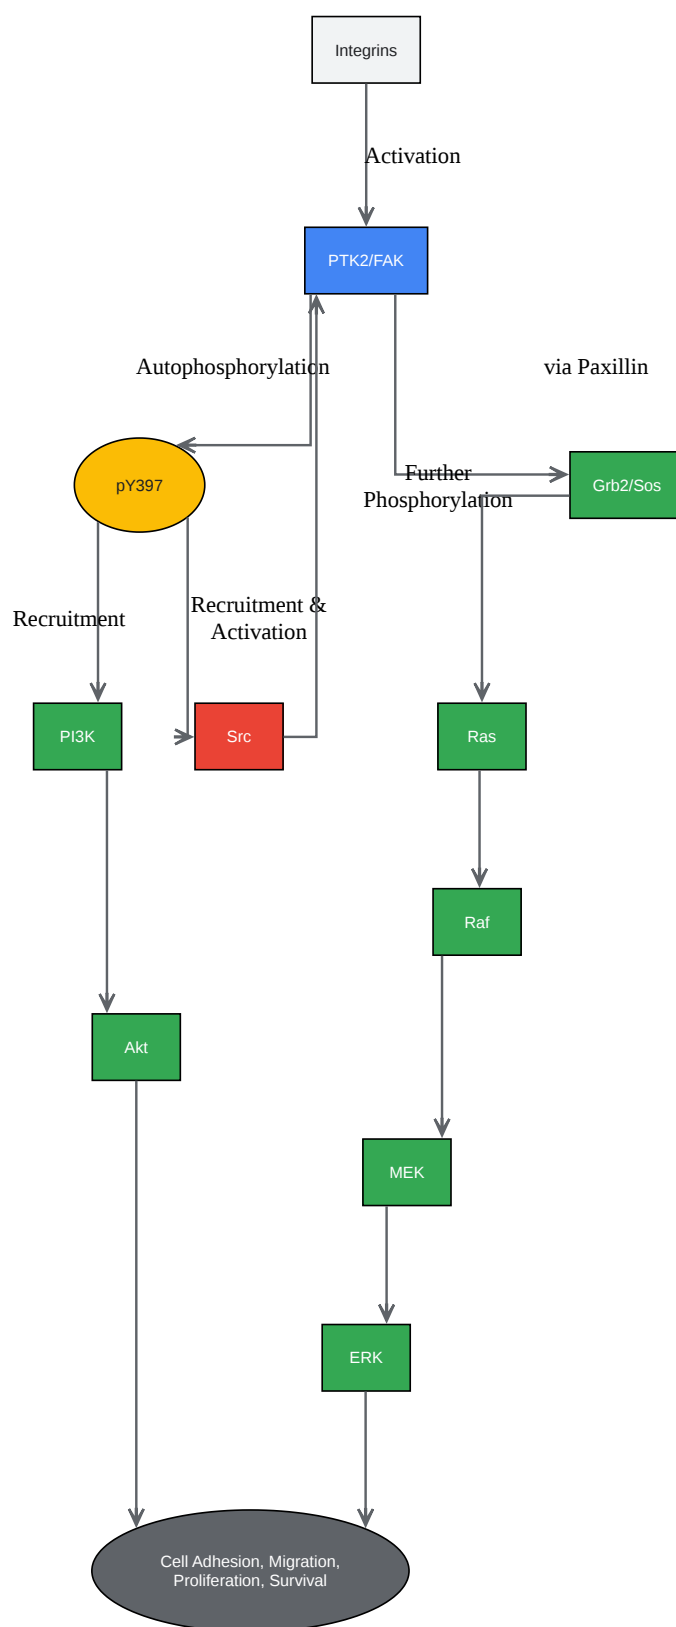 Integrins
Activation
PTK2/FAK
Autophosphorylation
via Paxillin
pY397
Further
Phosphorylation
Grb2/Sos
Recruitment
Recruitment &
Activation
PI3K
Src
Ras
Raf
Akt
MEK
ERK
Cell Adhesion, Migration,
Proliferation, Survival